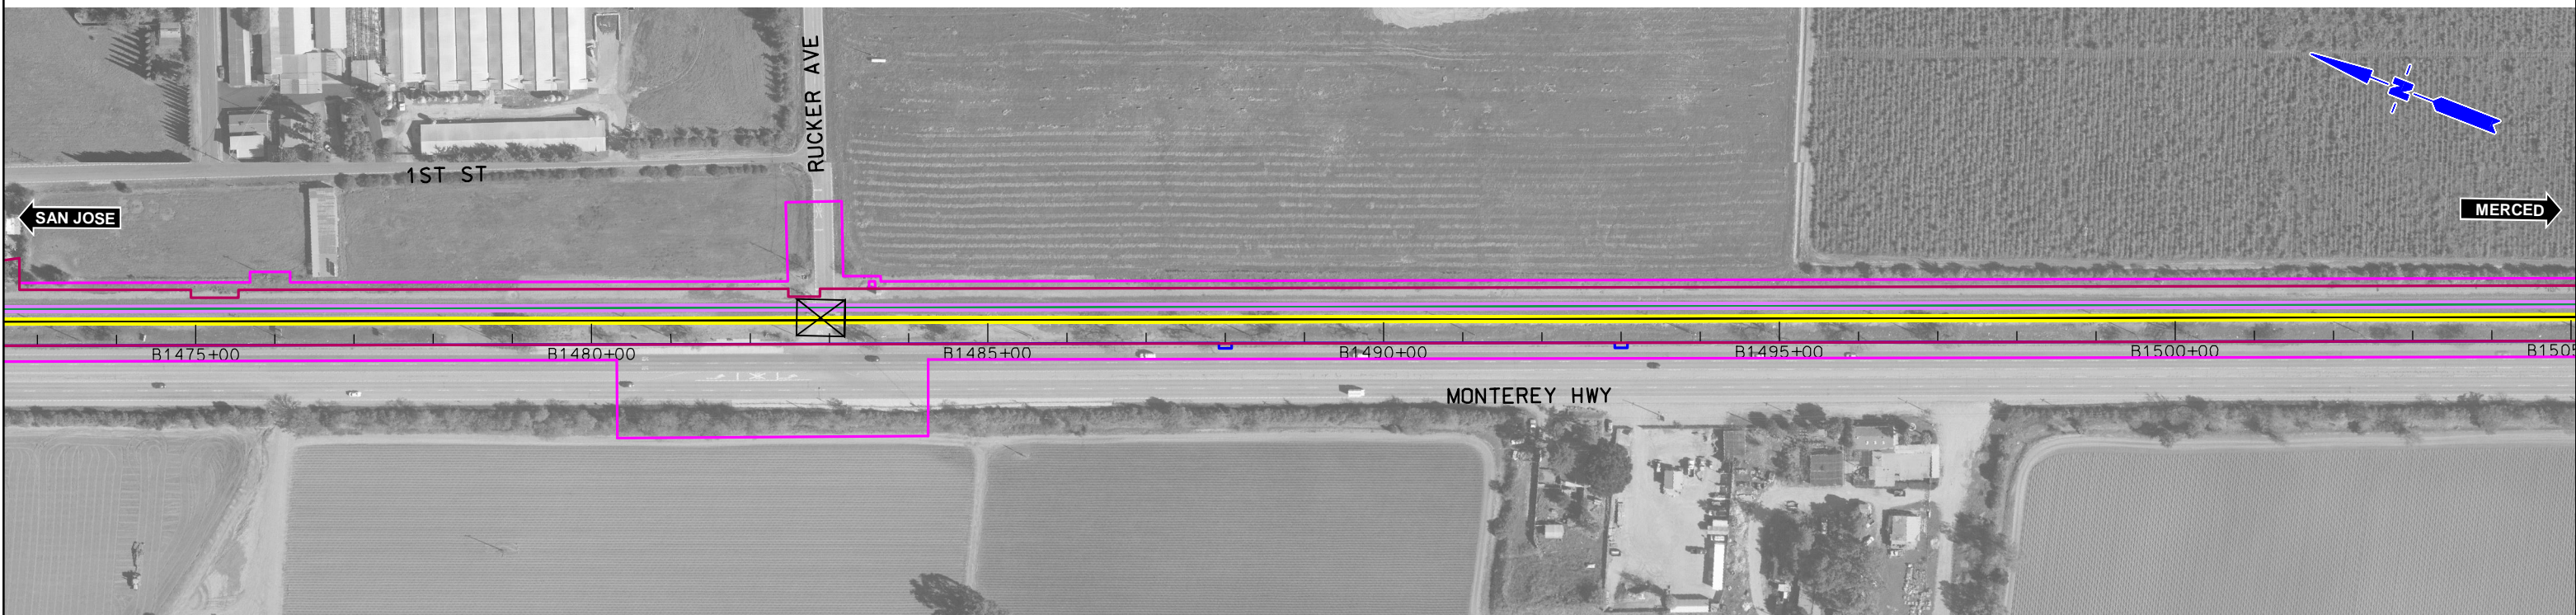 RUCKER AVE
N
1ST ST
SAN JOSE
MERCED
B1475+00
B1480+00
B1485+00
B1490+00
B1495+00
B1500+00
B1505
MONTEREY HWY